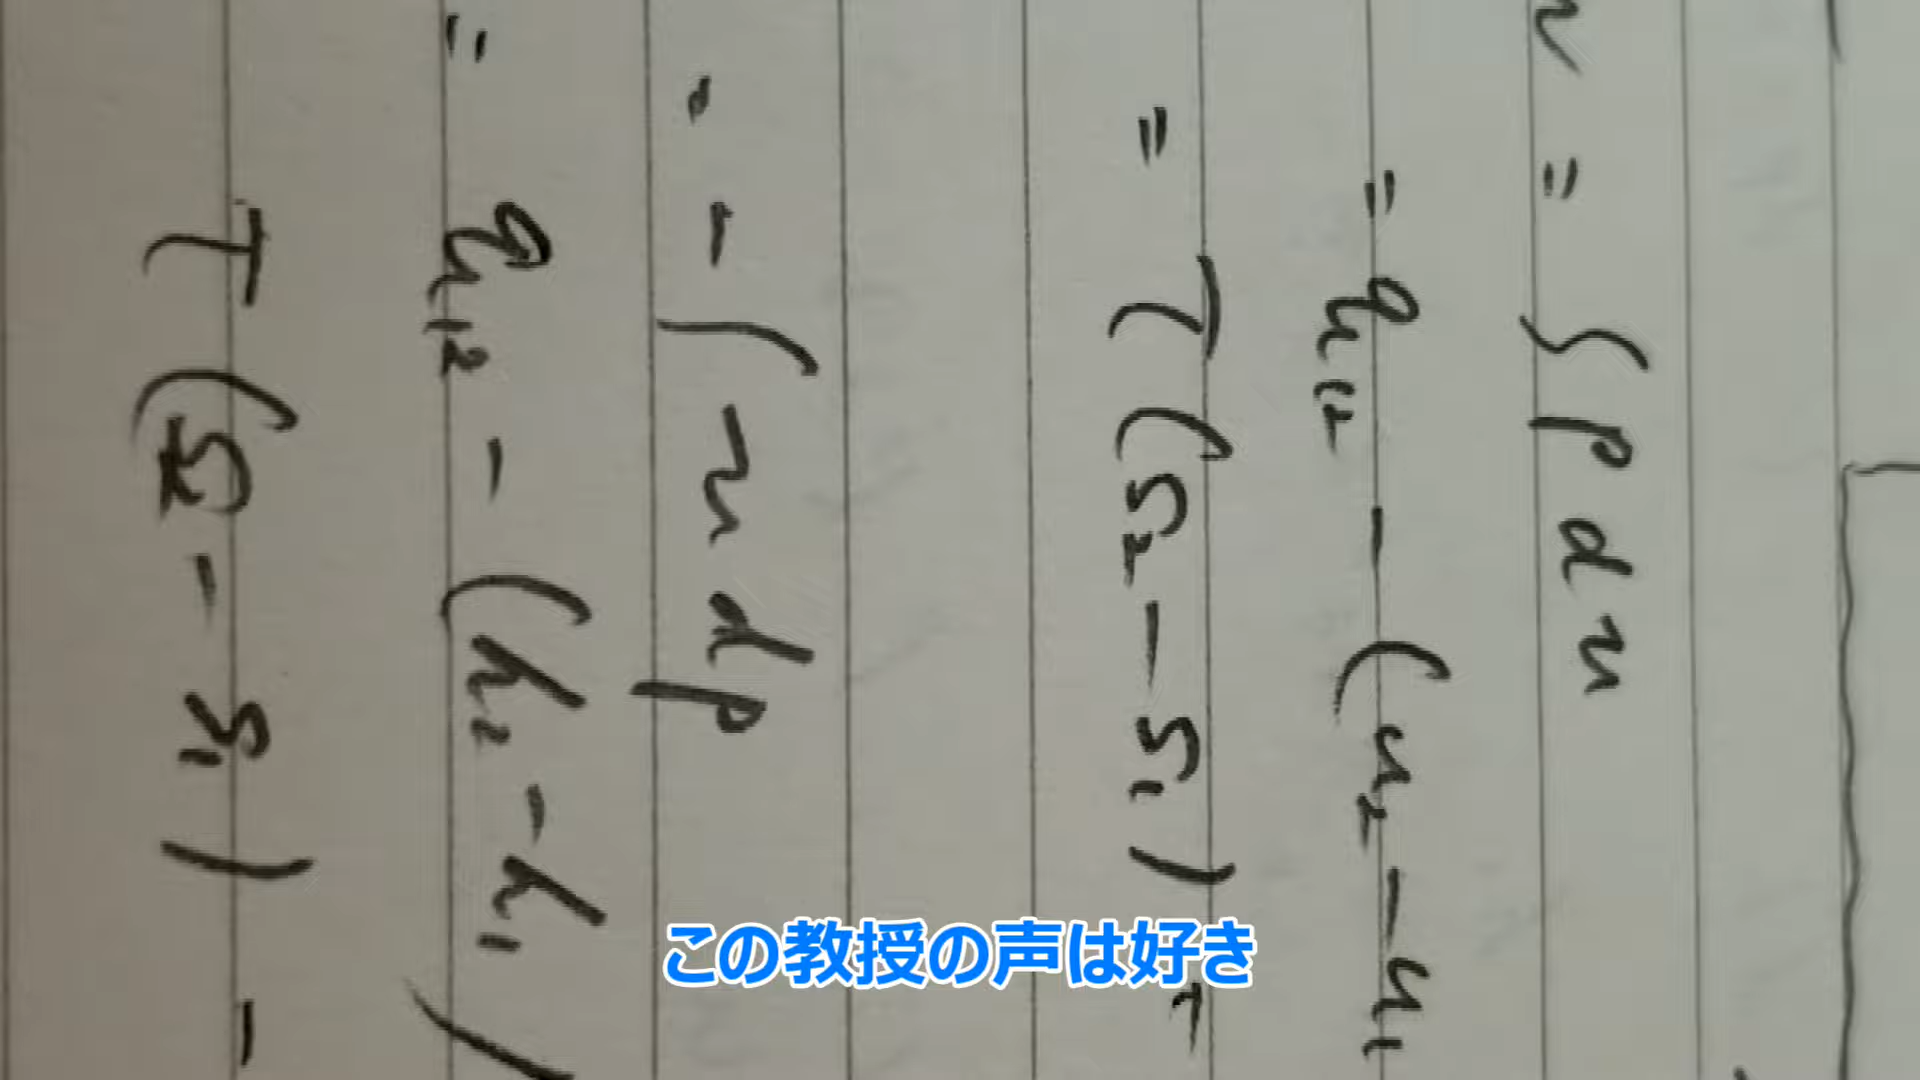 = ∫ p d u
= q₁₂ - (u₂ - u₁
= T (s₂ - s₁)
- ∫ u dp
= q₁₂ - (h₂ - h₁)
T (s₂ - s₁) -
この教授の声は好き